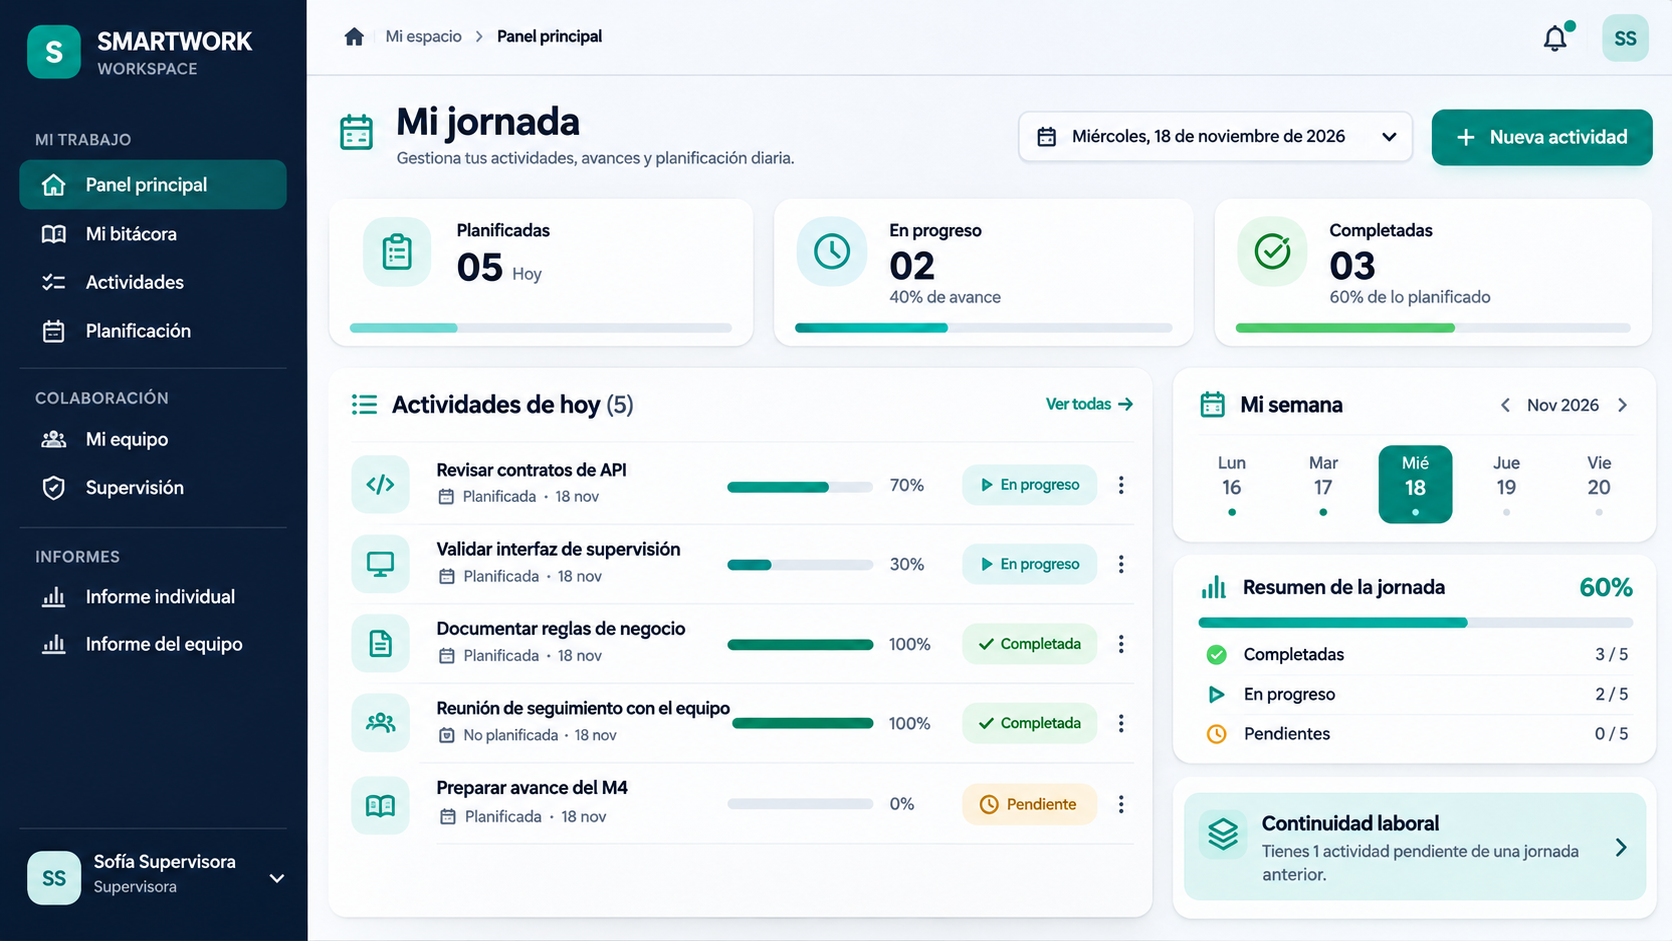 S
SMARTWORK
WORKSPACE
MI TRABAJO
Panel principal
Mi bitácora
Actividades
Planificación
COLABORACIÓN
Mi equipo
Supervisión
INFORMES
Informe individual
Informe del equipo
SS
Sofía Supervisora
Supervisora
Mi espacio > Panel principal
SS
Mi jornada
Gestiona tus actividades, avances y planificación diaria.
Miércoles, 18 de noviembre de 2026
+ Nueva actividad
Planificadas
05 Hoy
En progreso
02
40% de avance
Completadas
03
60% de lo planificado
Actividades de hoy (5)
Ver todas →
Revisar contratos de API
Planificada · 18 nov
70%
En progreso
Validar interfaz de supervisión
Planificada · 18 nov
30%
En progreso
Documentar reglas de negocio
Planificada · 18 nov
100%
Completada
Reunión de seguimiento con el equipo
No planificada · 18 nov
100%
Completada
Preparar avance del M4
Planificada · 18 nov
0%
Pendiente
Mi semana
< Nov 2026 >
Lun Mar Mié Jue Vie
16 17 18 19 20
Resumen de la jornada 60%
Completadas 3 / 5
En progreso 2 / 5
Pendientes 0 / 5
Continuidad laboral
Tienes 1 actividad pendiente de una jornada
anterior.